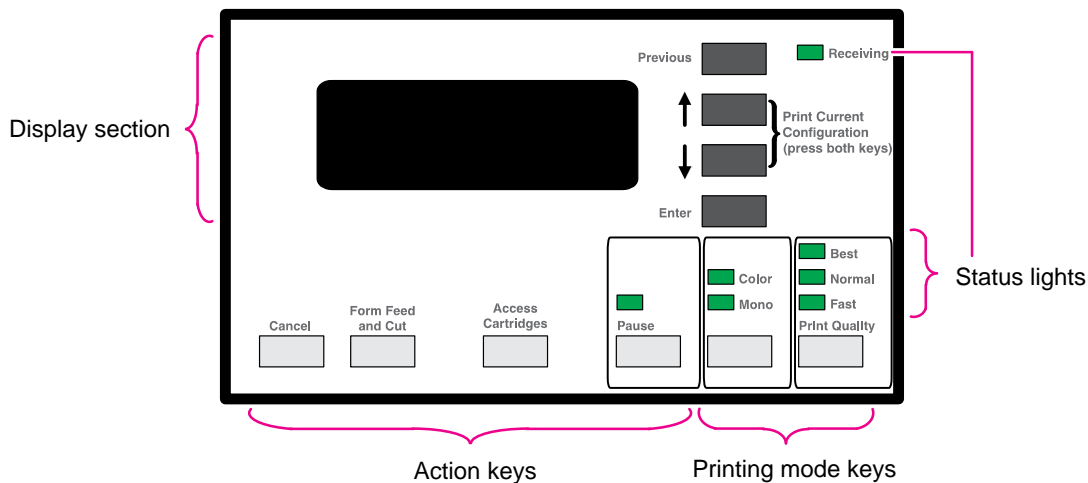 Previous
Receiving
Display section
Print Current
Configuration
(press both keys)
Enter
Best
Color
Normal
Status lights
Mono
Fast
Cancel
Form Feed
and Cut
Access
Cartridges
Pause
Print Quality
Action keys
Printing mode keys